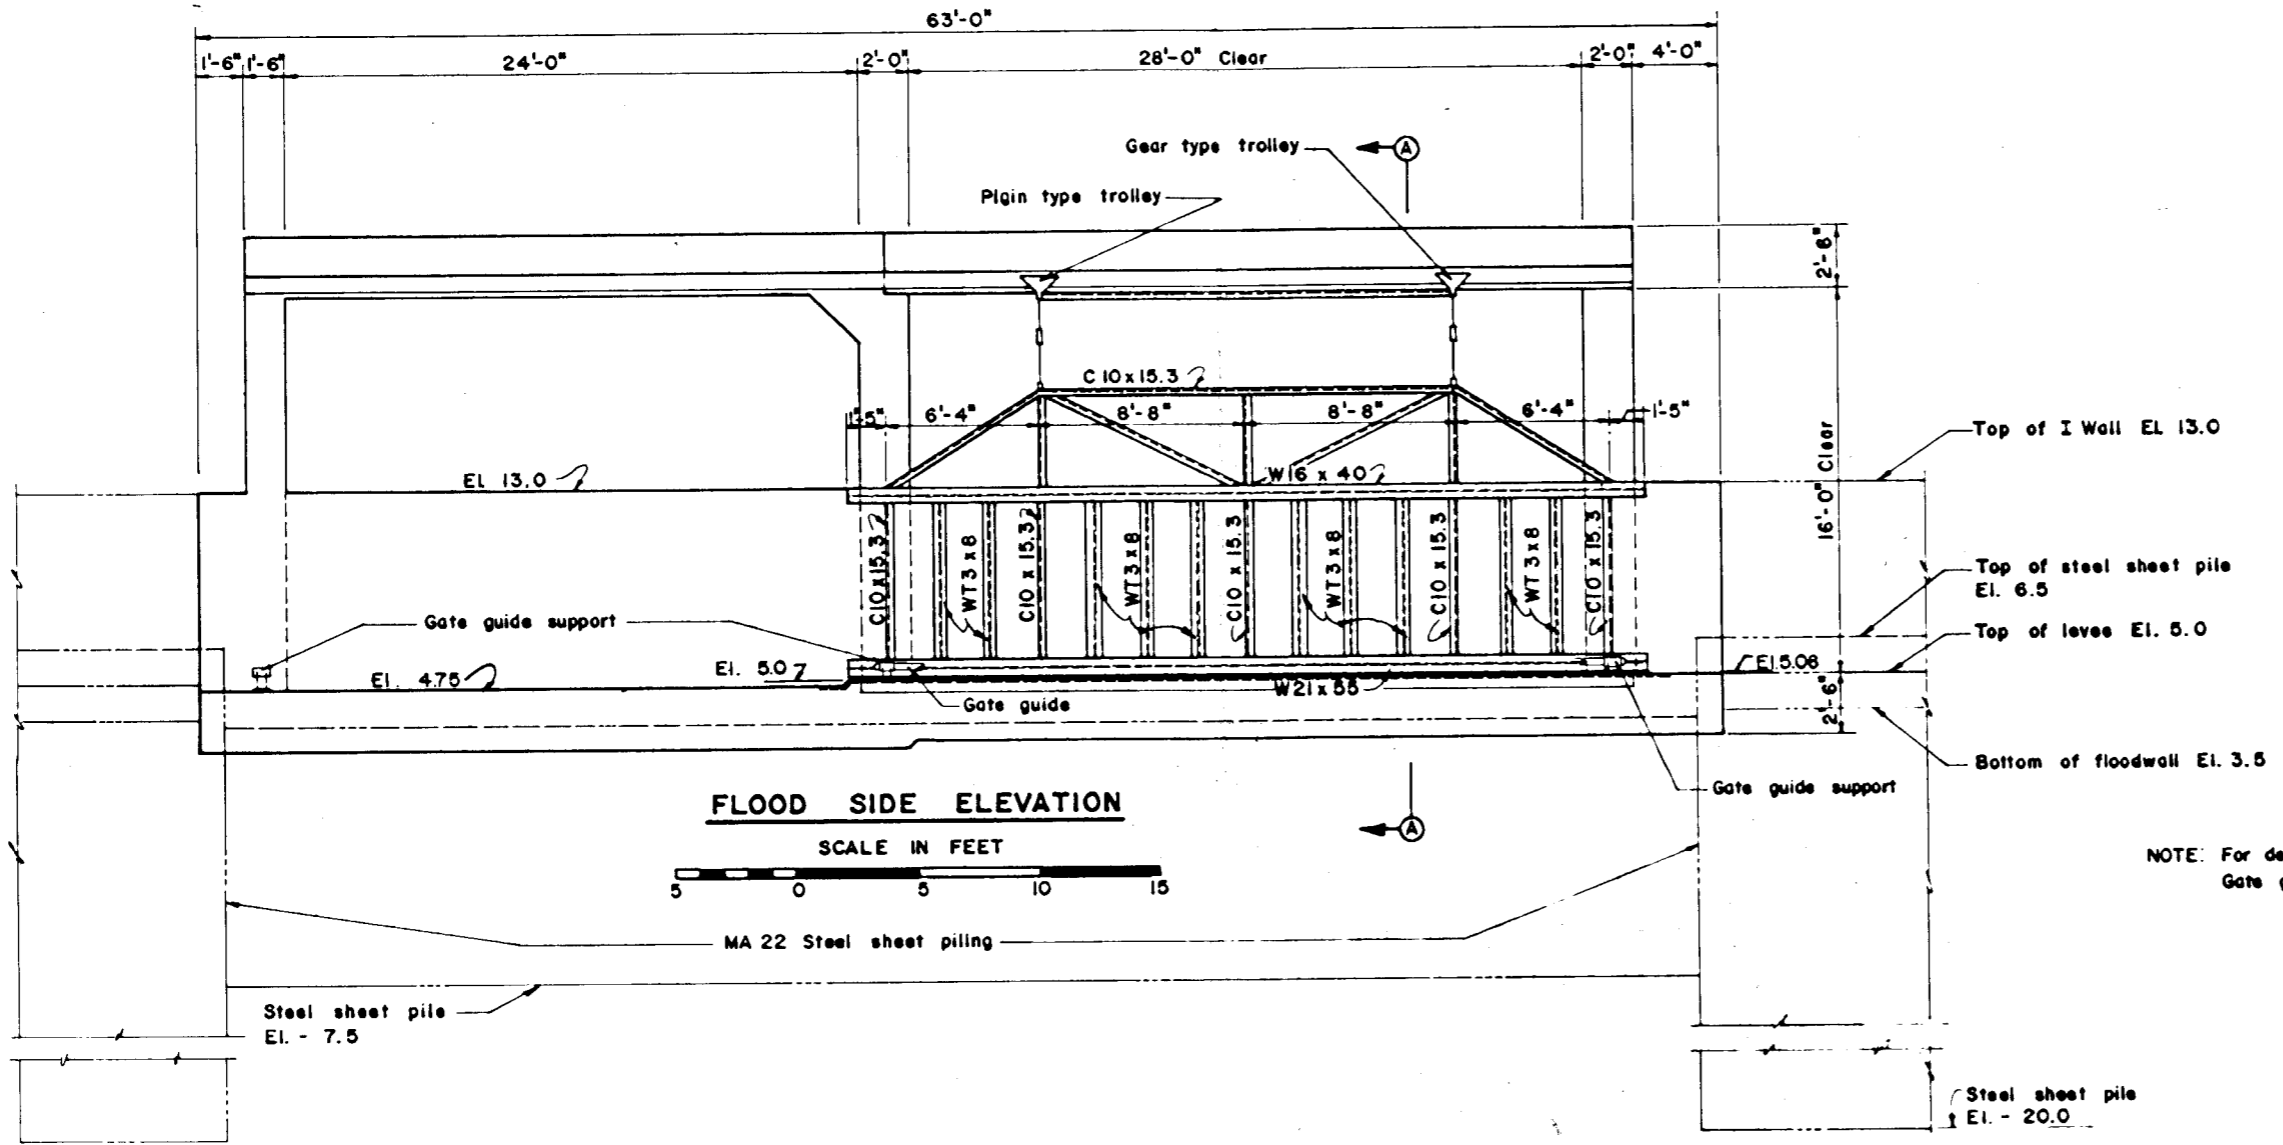 63'-0"
1'-6" 1'-6" 24'-0" 2'-0" 28'-0" Clear 2'-0" 4'-0"
Gear type trolley
A
Plain type trolley
2'-6"
C 10 x 15.3
1'-5" 6'-4" 8'-8" 8'-8" 6'-4" 1'-5"
Top of I Wall El. 13.0
16'-0" Clear
El. 13.0
W16 x 40
C10 x 15.3 WT3 x 8 C10 x 15.3 WT3 x 8 C10 x 15.3 WT3 x 8 C10 x 15.3 WT3 x 8 C10 x 15.3
Top of steel sheet pile
El. 6.5
Gate guide support
Top of levee El. 5.0
El. 4.75
El. 5.0
El. 5.06
W21 x 55
Gate guide
2'-6"
Bottom of floodwall El. 3.5
Gate guide support
FLOOD SIDE ELEVATION
A
SCALE IN FEET
5 0 5 10 15
NOTE: For de
Gate g
MA 22 Steel sheet piling
Steel sheet pile
El. - 7.5
Steel sheet pile
El. - 20.0